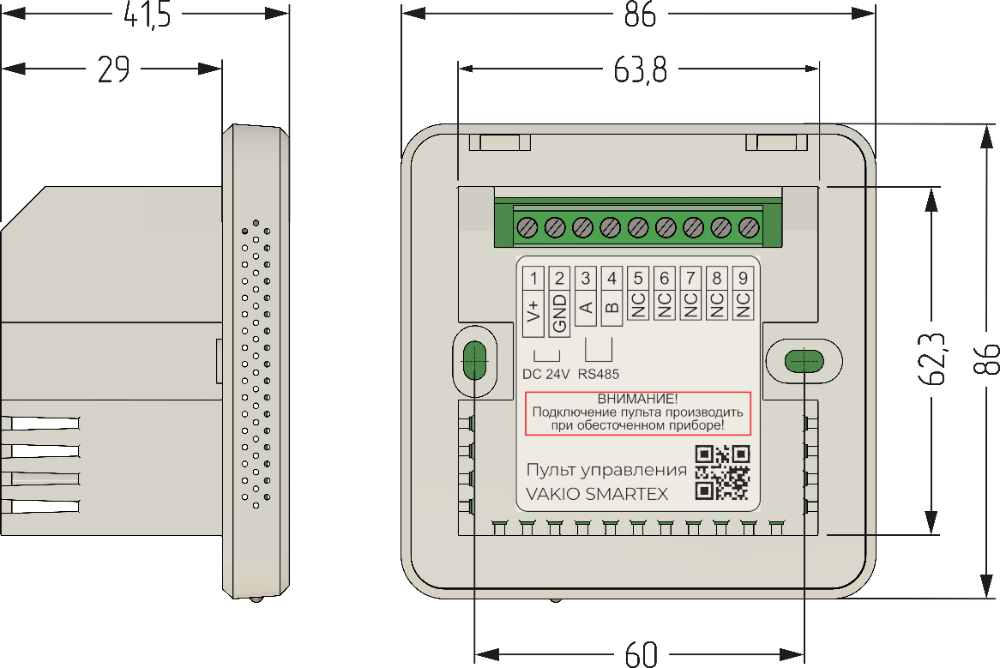 41,5
29
86
63,8
1 2 3 4 5 6 7 8 9
V+ GND A B NC NC NC NC NC
DC 24V RS485
ВНИМАНИЕ!
Подключение пульта производить
при обесточенном приборе!
Пульт управления
VAKIO SMARTEX
62,3
86
60